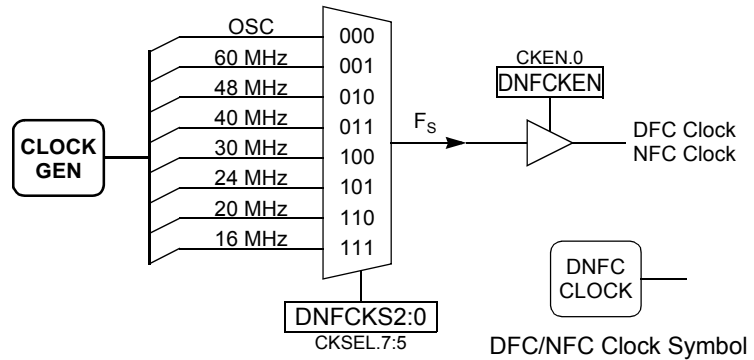 OSC
60 MHz
48 MHz
40 MHz
30 MHz
24 MHz
20 MHz
16 MHz
CLOCK
GEN
000
001
010
011
100
101
110
111
DNFCKS2:0
CKSEL.7:5
FS
CKEN.0
DNFCKEN
DFC Clock
NFC Clock
DNFC
CLOCK
DFC/NFC Clock Symbol